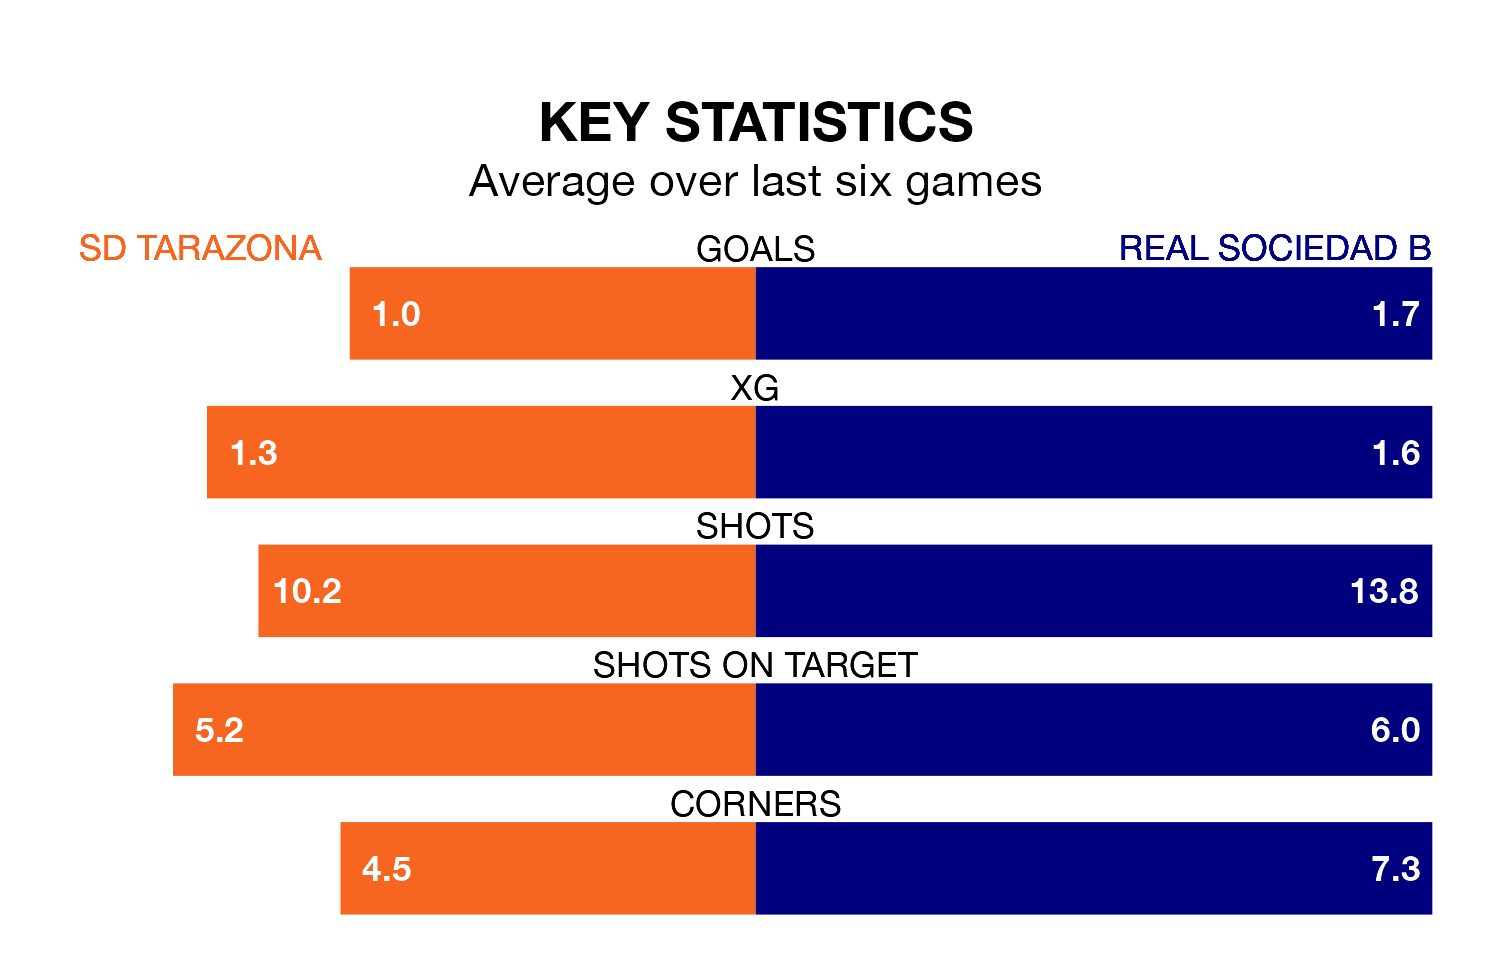 KEY STATISTICS
Average over last six games
SD TARAZONA GOALS REAL SOCIEDAD B
1.0 1.7
XG
1.3 1.6
SHOTS
10.2 13.8
SHOTS ON TARGET
5.2 6.0
CORNERS
4.5 7.3